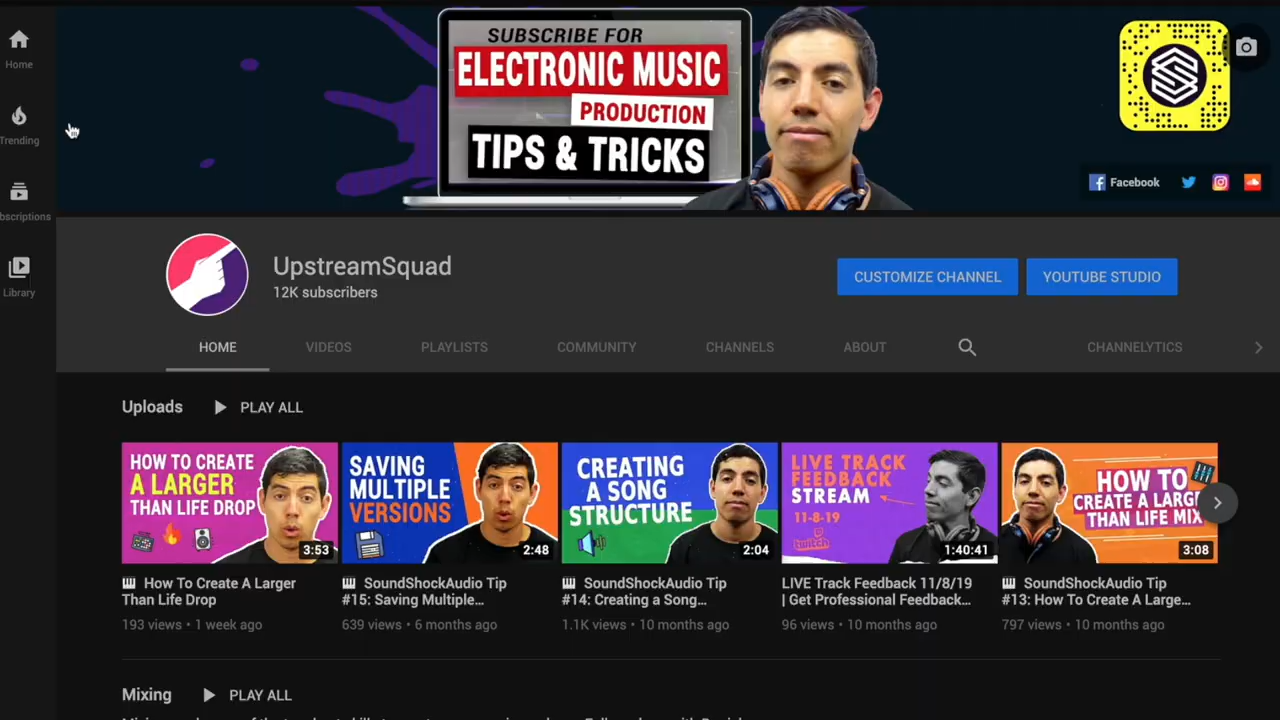 SUBSCRIBE FOR
ELECTRONIC MUSIC
PRODUCTION
TIPS & TRICKS
Home
Trending
bscriptions
Library
Facebook
UpstreamSquad
12K subscribers
CUSTOMIZE CHANNEL
YOUTUBE STUDIO
HOME
VIDEOS
PLAYLISTS
COMMUNITY
CHANNELS
ABOUT
CHANNELYTICS
Uploads
PLAY ALL
HOW TO CREATE
A LARGER
THAN LIFE DROP
3:53
SAVING
MULTIPLE
VERSIONS
2:48
CREATING
A SONG
STRUCTURE
2:04
LIVE TRACK
FEEDBACK
STREAM
11-8-19
twitch
1:40:41
HOW TO
CREATE A LARGE
THAN LIFE MIX
3:08
How To Create A Larger
Than Life Drop
193 views • 1 week ago
SoundShockAudio Tip
#15: Saving Multiple...
639 views • 6 months ago
SoundShockAudio Tip
#14: Creating a Song...
1.1K views • 10 months ago
LIVE Track Feedback 11/8/19
| Get Professional Feedback...
96 views • 10 months ago
SoundShockAudio Tip
#13: How To Create A Large...
797 views • 10 months ago
Mixing
PLAY ALL